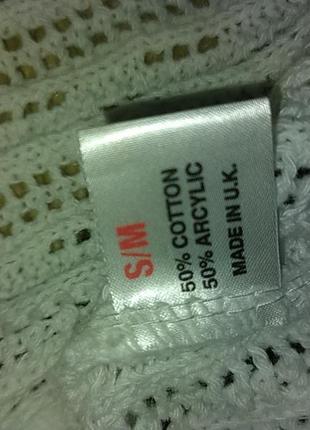 S/M
50% COTTON
50% ARCYLIC
MADE IN U.K.